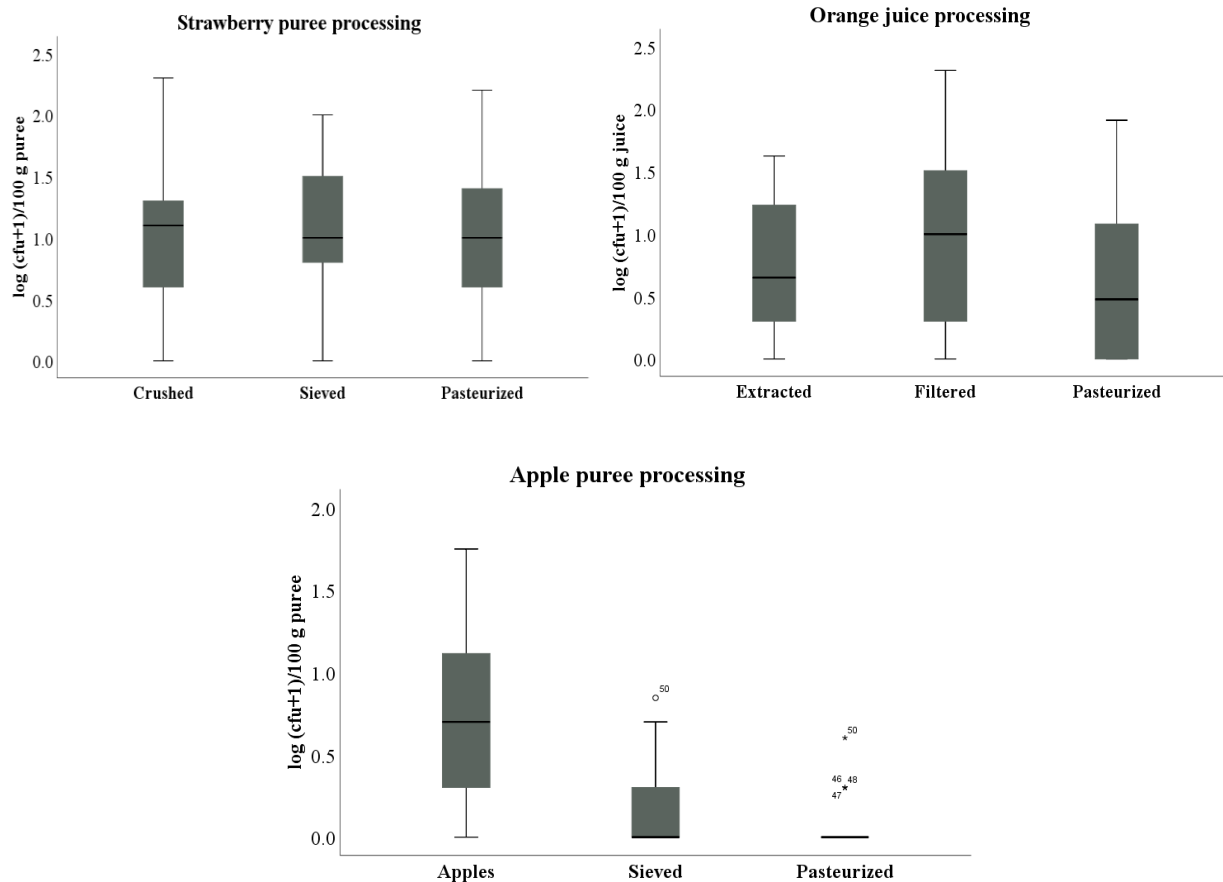 Strawberry puree processing
log (cfu+1)/100 g puree
2.5
2.0
1.5
1.0
0.5
0.0
Crushed Sieved Pasteurized
Orange juice processing
log (cfu+1)/100 g juice
2.5
2.0
1.5
1.0
0.5
0.0
Extracted Filtered Pasteurized
Apple puree processing
log (cfu+1)/100 g puree
2.0
1.5
1.0
0.5
0.0
50
50
46 48
47
Apples Sieved Pasteurized